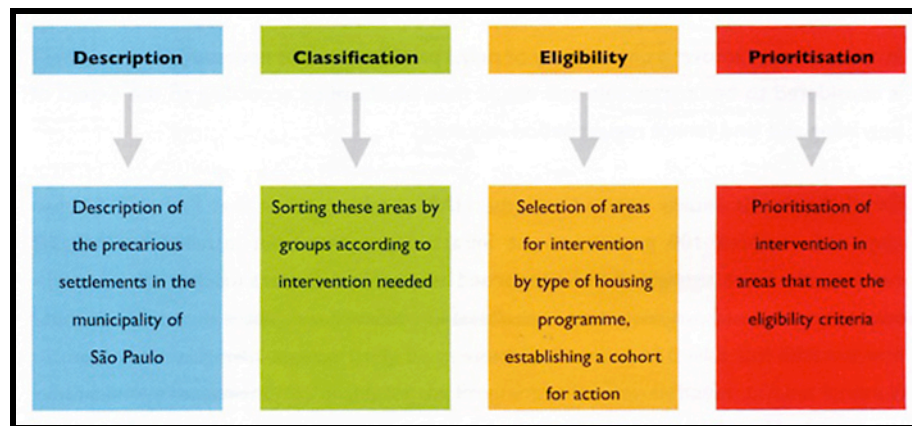 Description
Classification
Eligibility
Prioritisation
Description of
the precarious
settlements in the
municipality of
São Paulo
Sorting these areas by
groups according to
intervention needed
Selection of areas
for intervention
by type of housing
programme,
establishing a cohort
for action
Prioritisation of
intervention in
areas that meet the
eligibility criteria